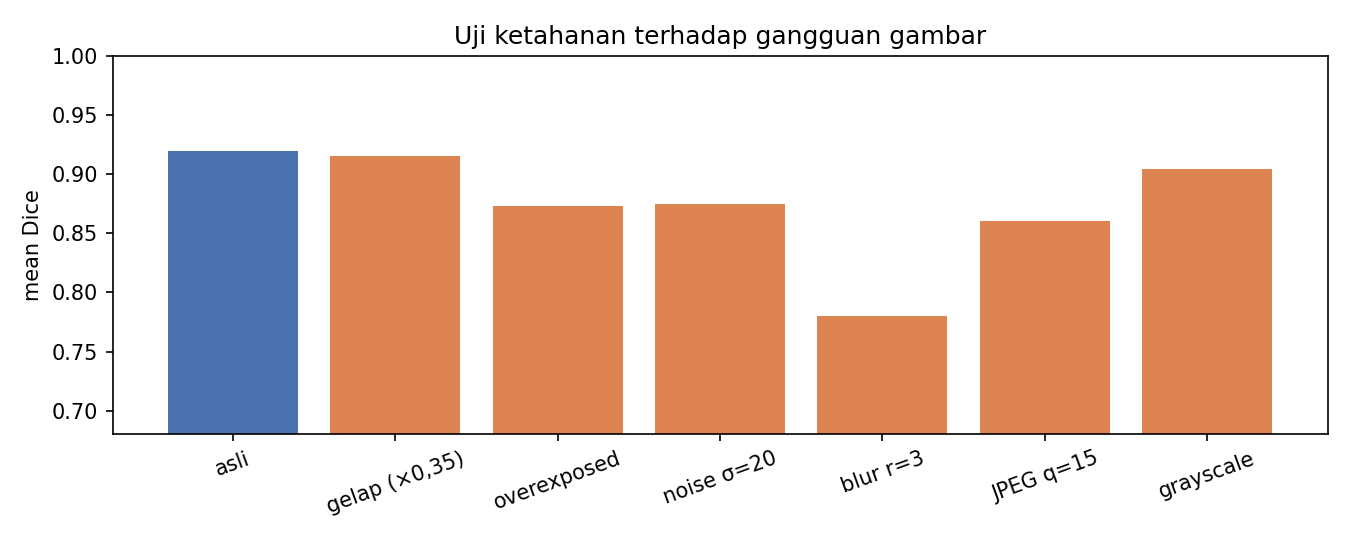 Uji ketahanan terhadap gangguan gambar
mean Dice
1.00
0.95
0.90
0.85
0.80
0.75
0.70
asli
gelap (×0,35)
overexposed
noise σ=20
blur r=3
JPEG q=15
grayscale